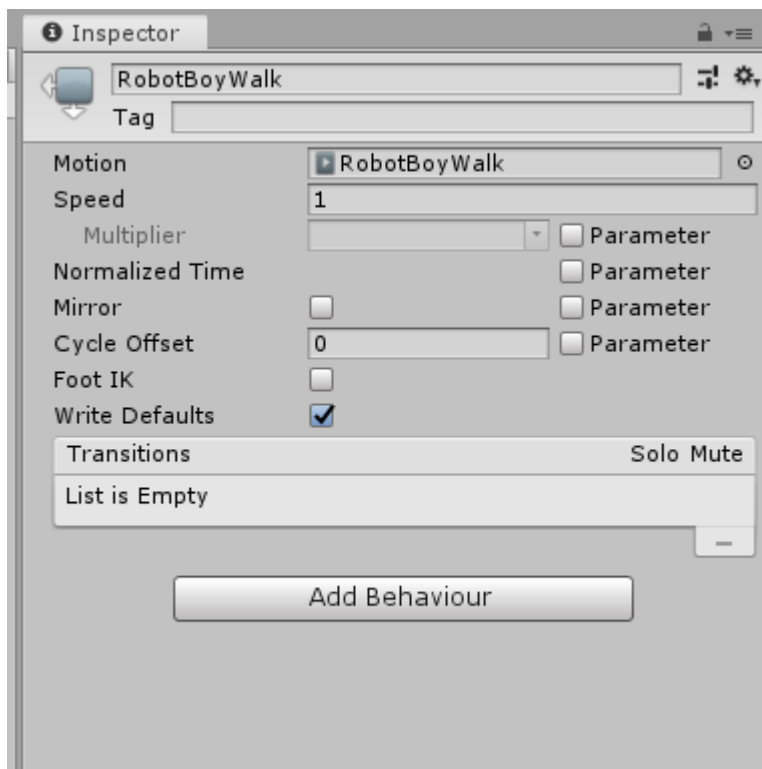 Inspector
RobotBoyWalk
Tag
Motion RobotBoyWalk
Speed 1
Multiplier Parameter
Normalized Time Parameter
Mirror Parameter
Cycle Offset 0 Parameter
Foot IK
Write Defaults
Transitions Solo Mute
List is Empty
Add Behaviour